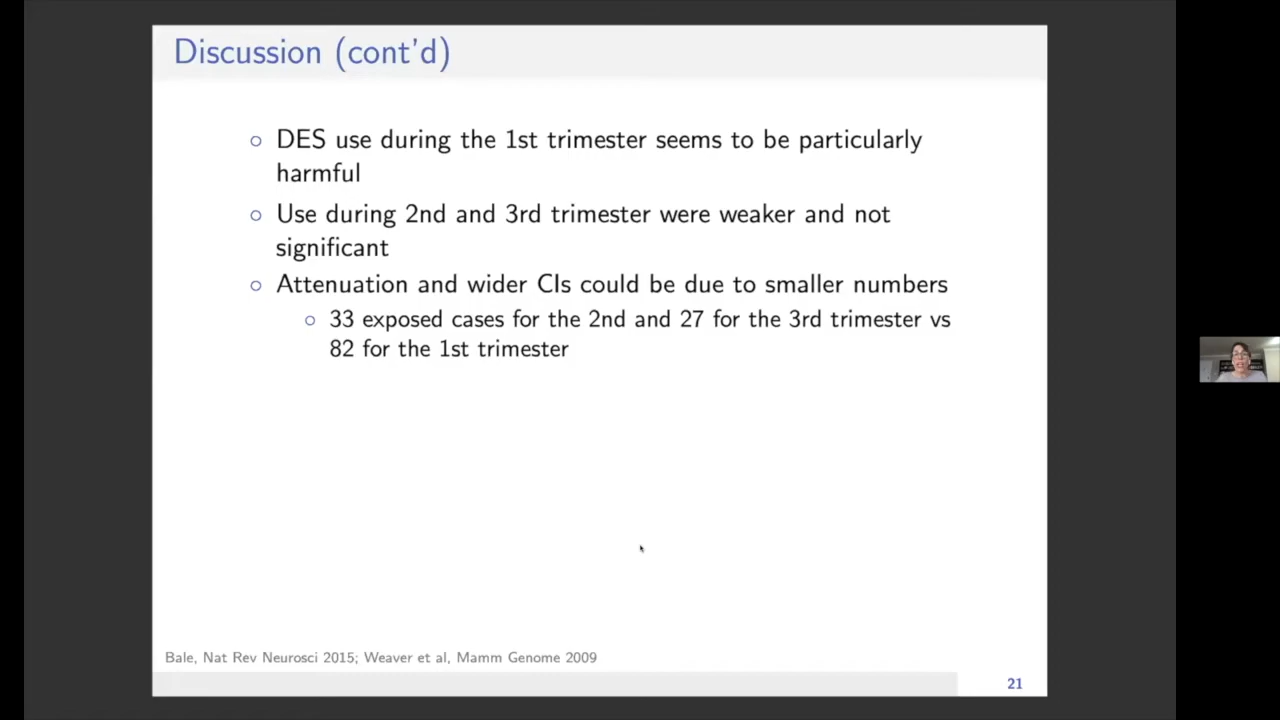 Discussion (cont'd)
DES use during the 1st trimester seems to be particularly
harmful
Use during 2nd and 3rd trimester were weaker and not
significant
Attenuation and wider CIs could be due to smaller numbers
33 exposed cases for the 2nd and 27 for the 3rd trimester vs
82 for the 1st trimester
Bale, Nat Rev Neurosci 2015; Weaver et al, Mamm Genome 2009
21